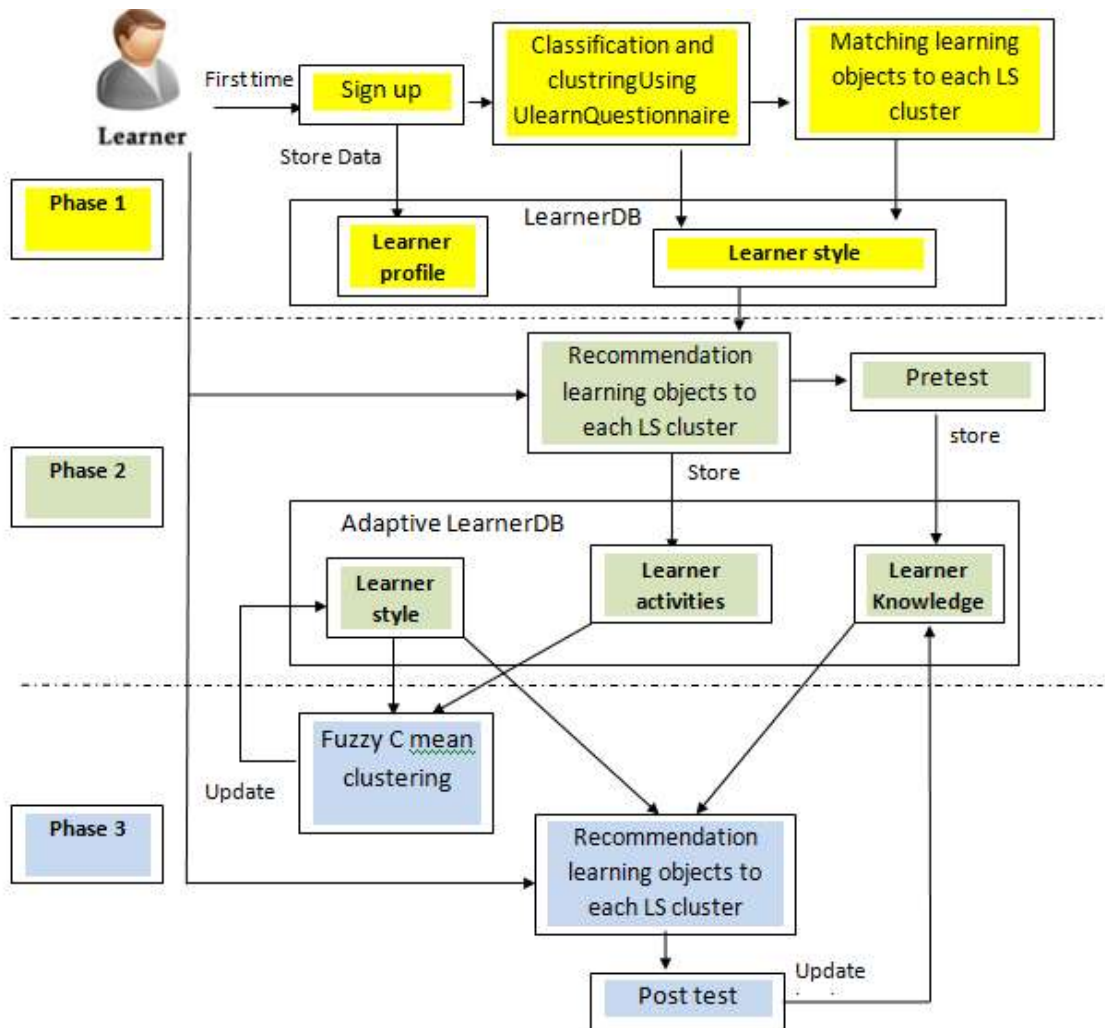 Learner
First time
Sign up
Classification and
clustringUsing
UlearnQuestionnaire
Matching learning
objects to each LS
cluster
Store Data
Phase 1
LearnerDB
Learner
profile
Learner style
Recommendation
learning objects to
each LS cluster
Pretest
store
Phase 2
Store
Adaptive LearnerDB
Learner
style
Learner
activities
Learner
Knowledge
Fuzzy C mean
clustering
Update
Phase 3
Recommendation
learning objects to
each LS cluster
Post test
Update